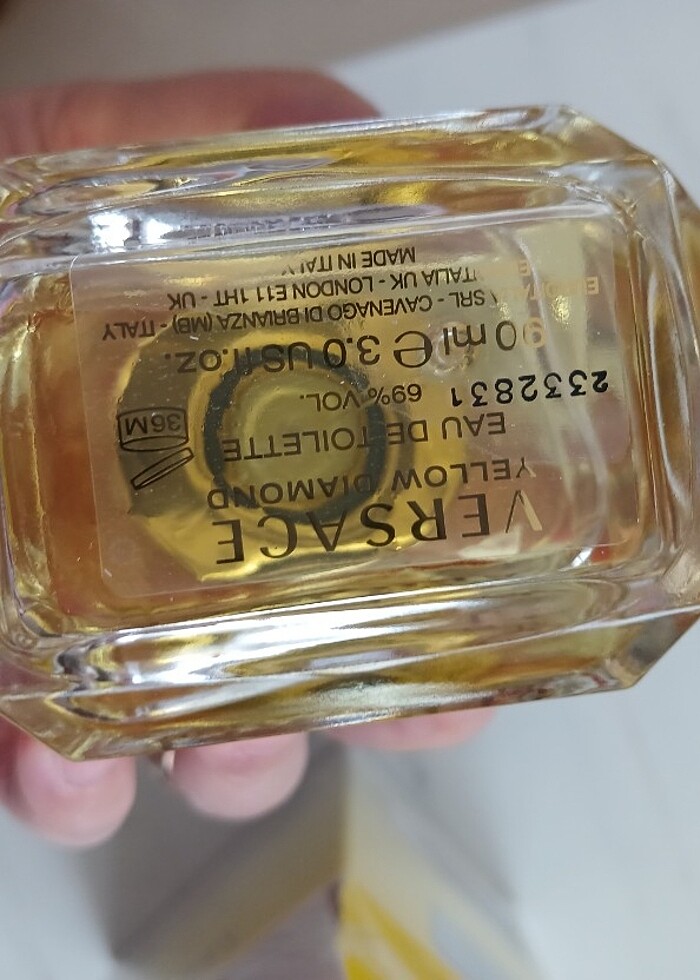 VERSACE
YELLOW DIAMOND
EAU DE TOILETTE
36M
2332831 69% VOL.
90 ml e 3.0 US fl.oz.
SRL - CAVENAGO DI BRIANZA (MB) - ITALY
ITALIA UK - LONDON E11 1HT - UK
MADE IN ITALY